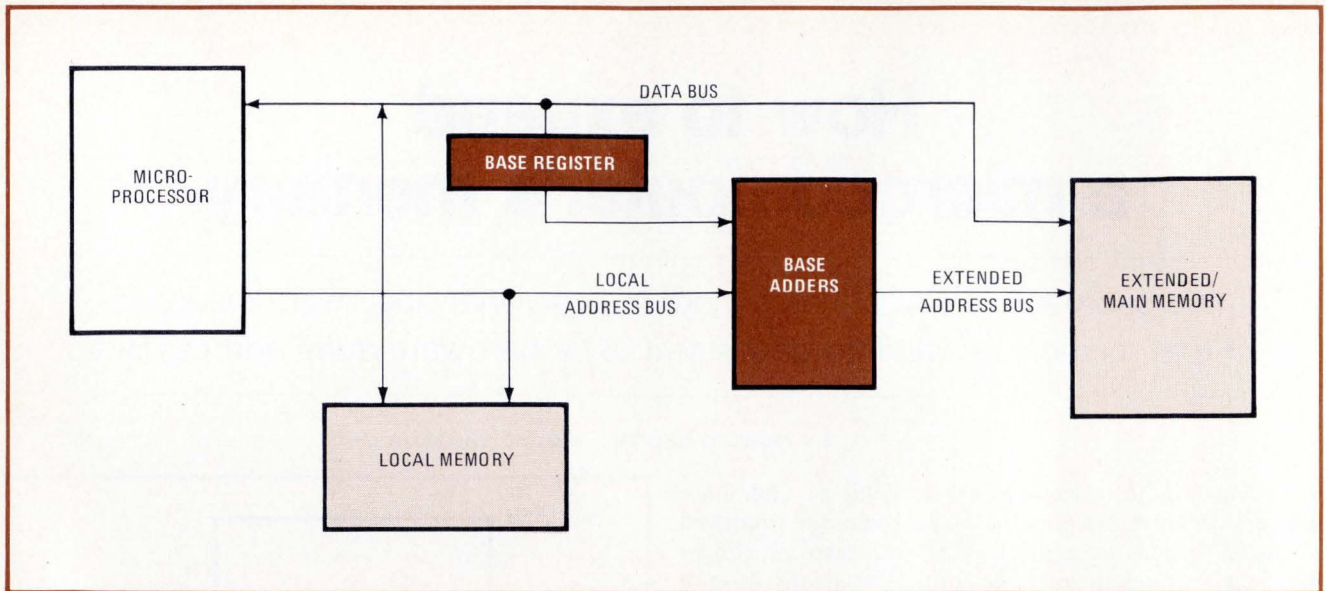 DATA BUS
BASE REGISTER
MICRO-
PROCESSOR
BASE
ADDERS
LOCAL
ADDRESS BUS
EXTENDED
ADDRESS BUS
EXTENDED/
MAIN MEMORY
LOCAL MEMORY